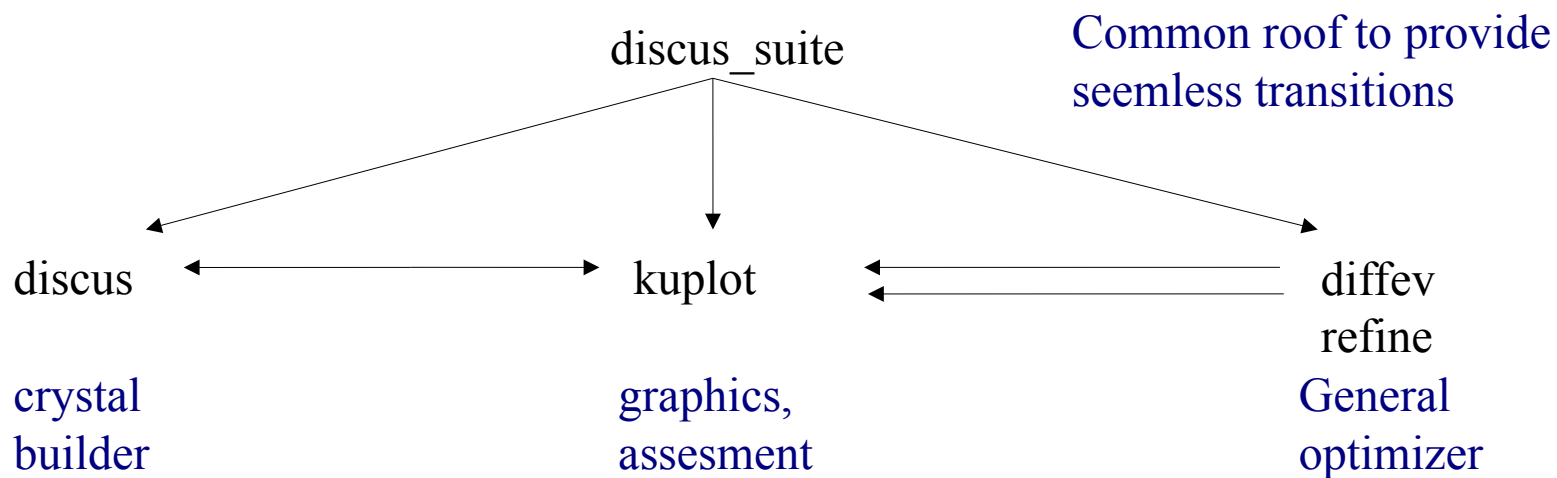 discus_suite
Common roof to provide
seemless transitions
discus
kuplot
diffev
refine
crystal
builder
graphics,
assesment
General
optimizer